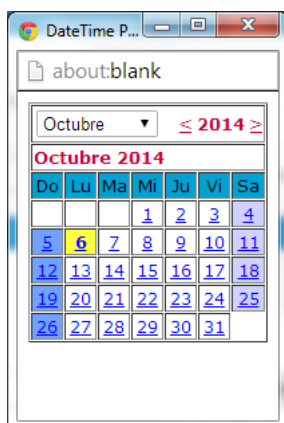 DateTime P...
about:blank
Octubre ▼ < 2014 >
Octubre 2014
Do Lu Ma Mi Ju Vi Sa
1 2 3 4
5 6 7 8 9 10 11
12 13 14 15 16 17 18
19 20 21 22 23 24 25
26 27 28 29 30 31